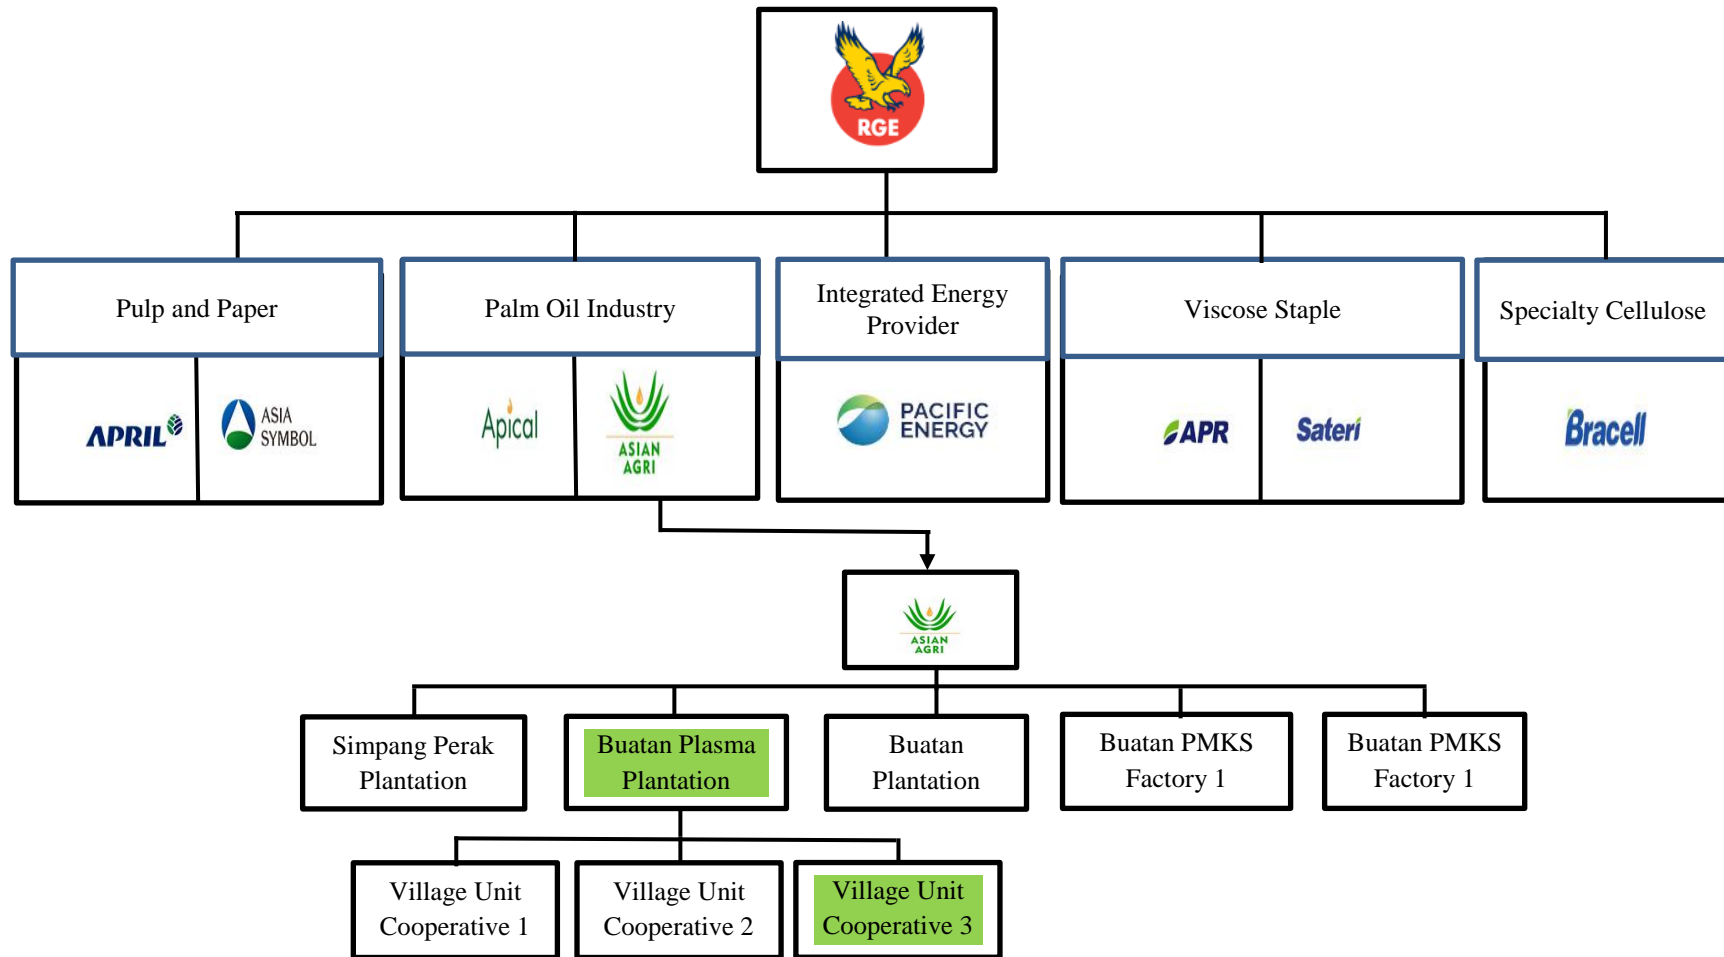 RGE
Pulp and Paper
Palm Oil Industry
Integrated Energy
Provider
Viscose Staple
Specialty Cellulose
APRIL
ASIA
SYMBOL
Apical
ASIAN
AGRI
PACIFIC
ENERGY
APR
Sateri
Bracell
ASIAN
AGRI
Simpang Perak
Plantation
Buatan Plasma
Plantation
Buatan
Plantation
Buatan PMKS
Factory 1
Buatan PMKS
Factory 1
Village Unit
Cooperative 1
Village Unit
Cooperative 2
Village Unit
Cooperative 3